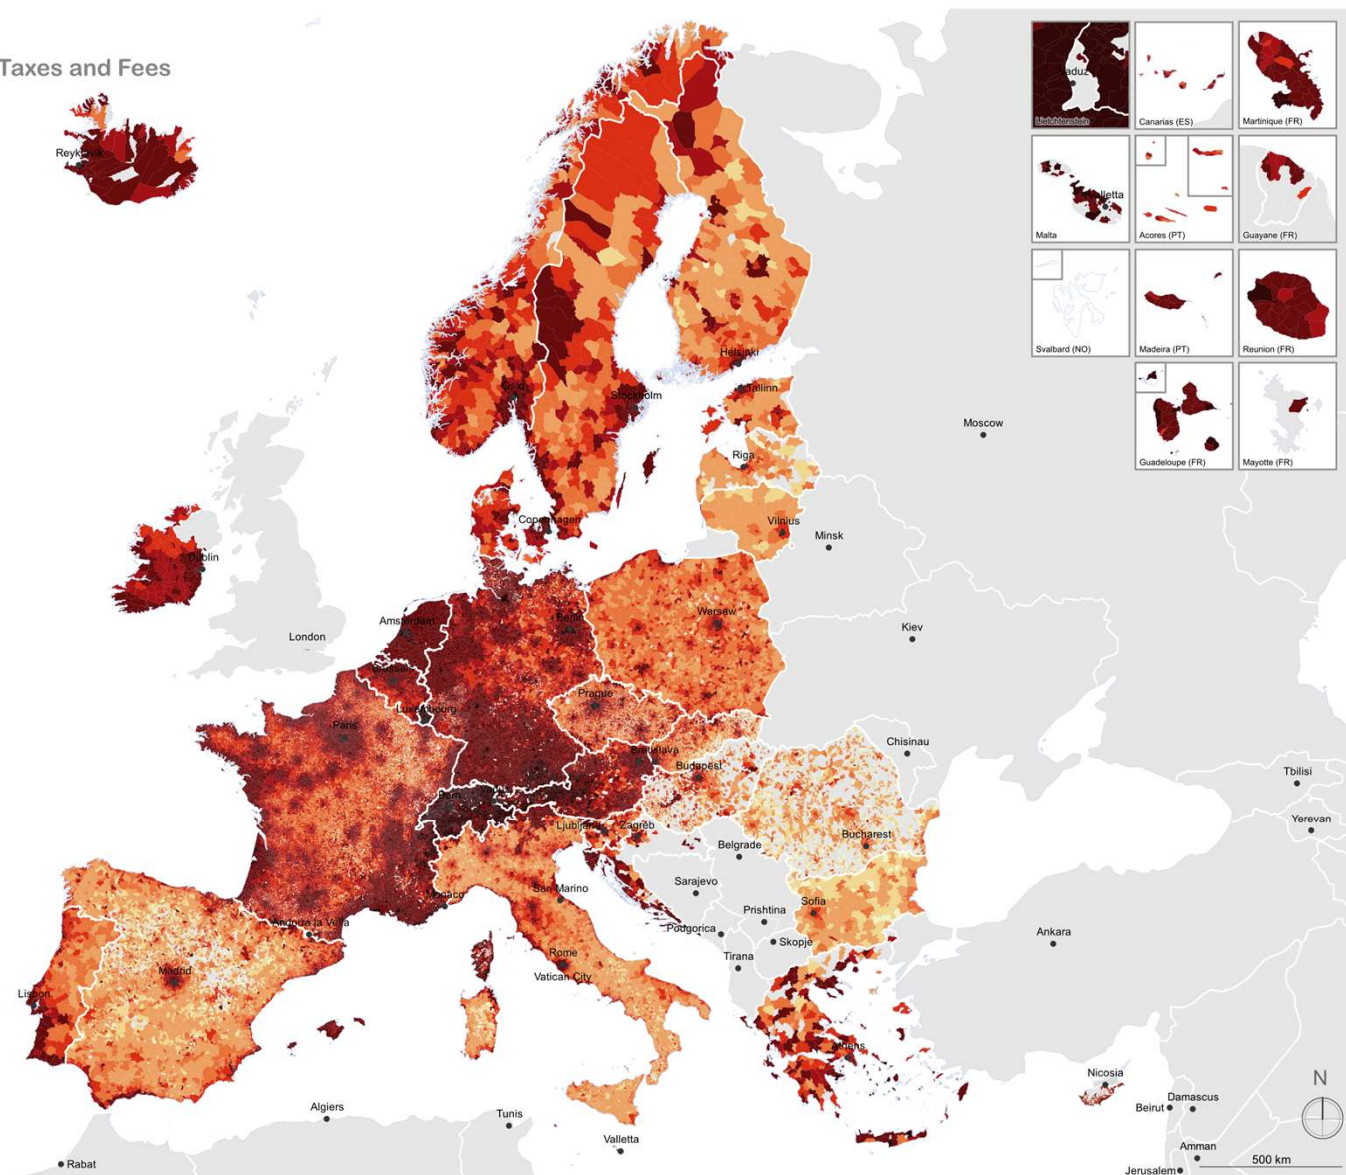 Taxes and Fees
Reykjavik
Vaduz
Liechtenstein
Canarias (ES)
Martinique (FR)
Valletta
Malta
Acores (PT)
Guayane (FR)
Svalbard (NO)
Madeira (PT)
Reunion (FR)
Guadeloupe (FR)
Mayotte (FR)
Helsinki
Oslo
Stockholm
Tallinn
Moscow
Riga
Copenhagen
Vilnius
Minsk
Dublin
Amsterdam
Berlin
Warsaw
London
Kiev
Prague
Luxembourg
Paris
Bratislava
Budapest
Chisinau
Tbilisi
Bern
Ljubljana
Zagreb
Bucharest
Yerevan
Belgrade
Monaco
San Marino
Sarajevo
Sofia
Andorra la Vella
Prishtina
Podgorica
Skopje
Ankara
Rome
Tirana
Madrid
Vatican City
Lisbon
Athens
Nicosia
N
Algiers
Tunis
Beirut
Damascus
Valletta
Amman
Rabat
Jerusalem
500 km